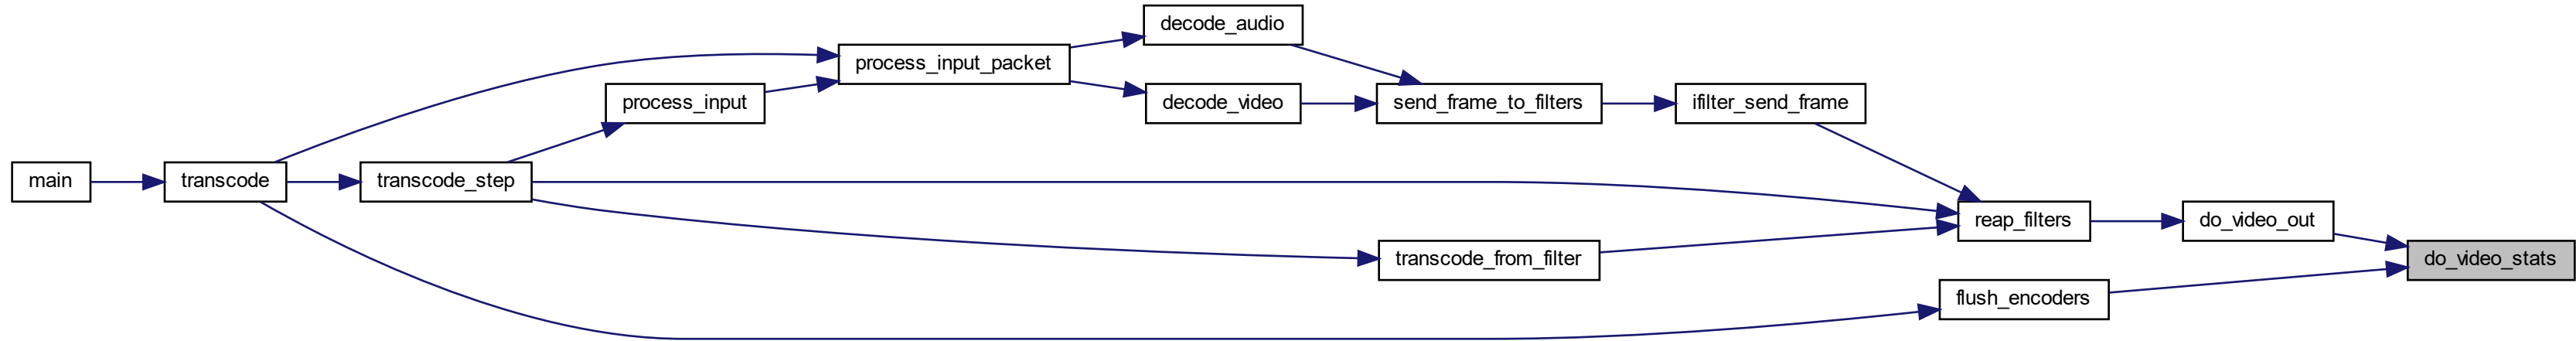 decode_audio
process_input_packet
process_input
decode_video
send_frame_to_filters
ifilter_send_frame
main
transcode
transcode_step
reap_filters
do_video_out
transcode_from_filter
do_video_stats
flush_encoders